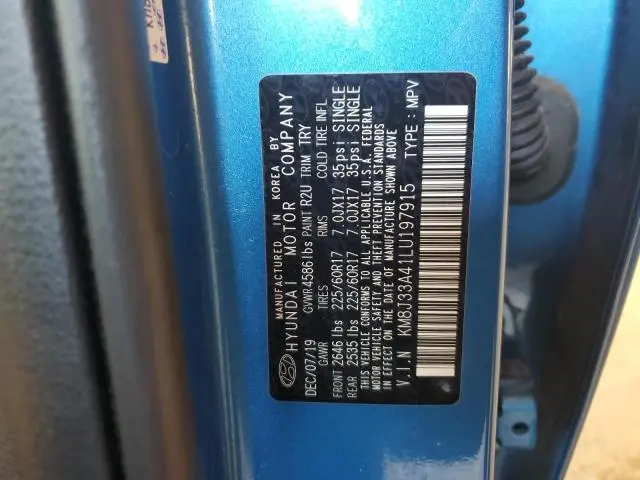 MANUFACTURED IN KOREA BY
HYUNDAI MOTOR COMPANY
DEC/07/19 GVWR 4586 lbs PAINT R2U TRIM TRY
GAWR TIRES RIMS COLD TIRE INFL
FRONT 2646 lbs 225/60R17 7.0JX17 35psi SINGLE
REAR 2535 lbs 225/60R17 7.0JX17 35psi SINGLE
THIS VEHICLE CONFORMS TO ALL APPLICABLE U.S.A. FEDERAL
MOTOR VEHICLE SAFETY AND THEFT PREVENTION STANDARDS
IN EFFECT ON THE DATE OF MANUFACTURE SHOWN ABOVE
V.I.N KM8J33A41LU197915 TYPE : MPV